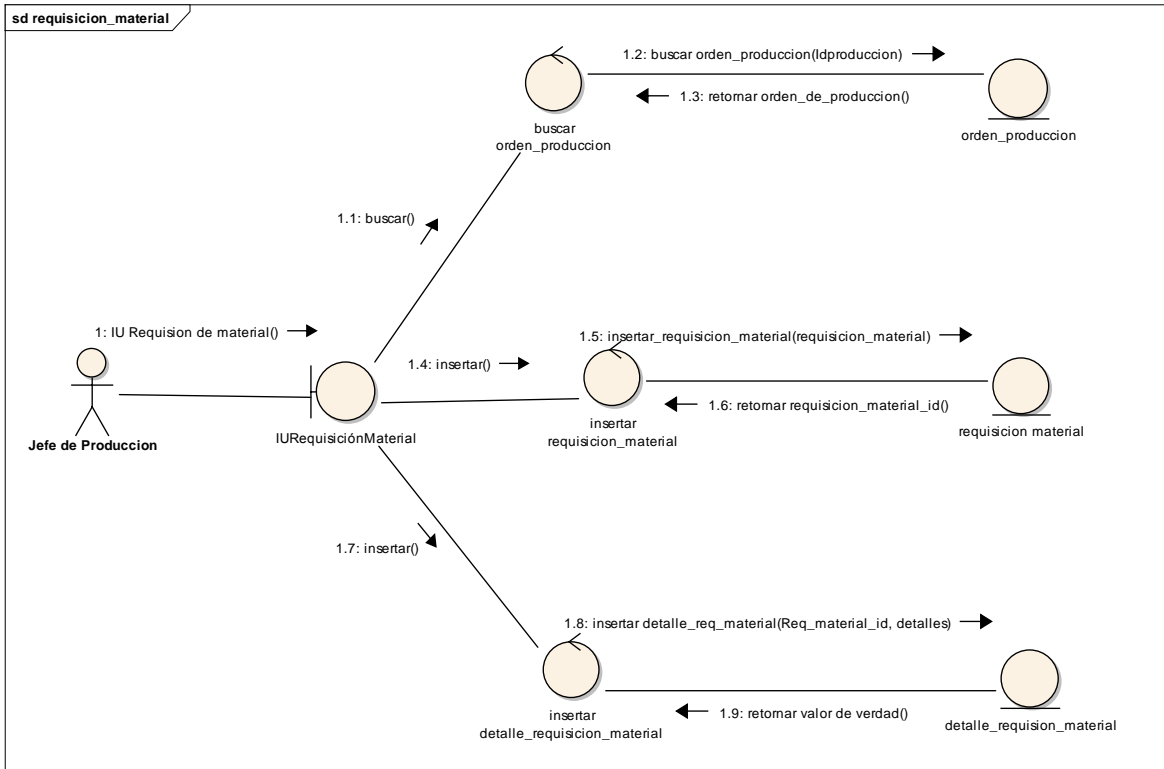 sd requisicion_material
1.2: buscar orden_produccion(Idproduccion)
1.3: retornar orden_de_produccion()
buscar
orden_produccion
orden_produccion
1.1: buscar()
1: IU Requision de material()
1.4: insertar()
1.5: insertar_requisicion_material(requisicion_material)
1.6: retornar requisicion_material_id()
Jefe de Produccion
IURequisiciónMaterial
insertar
requisicion_material
requisicion material
1.7: insertar()
1.8: insertar detalle_req_material(Req_material_id, detalles)
1.9: retornar valor de verdad()
insertar
detalle_requisicion_material
detalle_requision_material